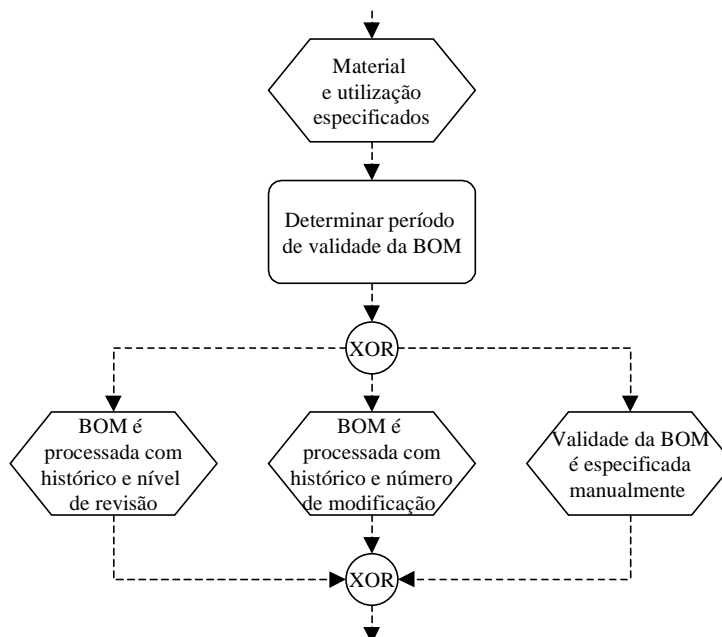 Material
e utilização
especificados
Determinar período
de validade da BOM
XOR
BOM é
processada com
histórico e nível
de revisão
BOM é
processada com
histórico e número
de modificação
Validade da BOM
é especificada
manualmente
XOR